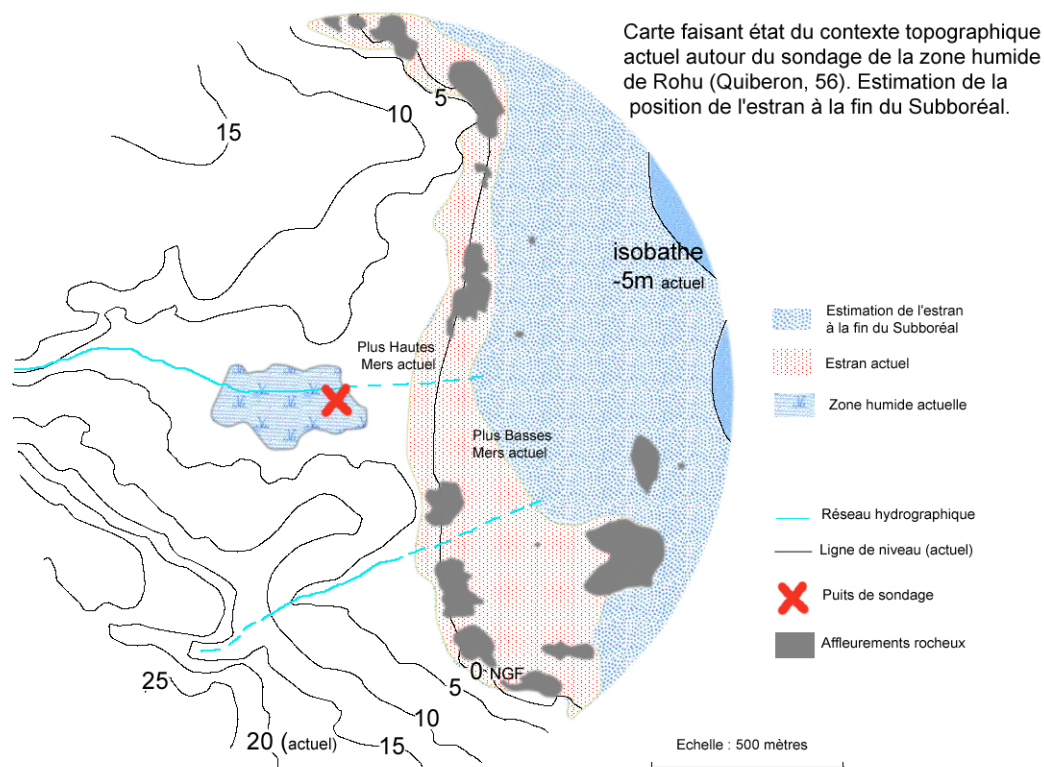 Carte faisant état du contexte topographique
actuel autour du sondage de la zone humide
de Rohu (Quiberon, 56). Estimation de la
position de l'estran à la fin du Subboréal.
5
10
15
isobathe
-5m actuel
Plus Hautes
Mers actuel
Plus Basses
Mers actuel
Estimation de l'estran
à la fin du Subboréal
Estran actuel
Zone humide actuelle
Réseau hydrographique
Ligne de niveau (actuel)
Puits de sondage
Affleurements rocheux
0 NGF
5
25
10
20 (actuel)
15
Echelle : 500 mètres